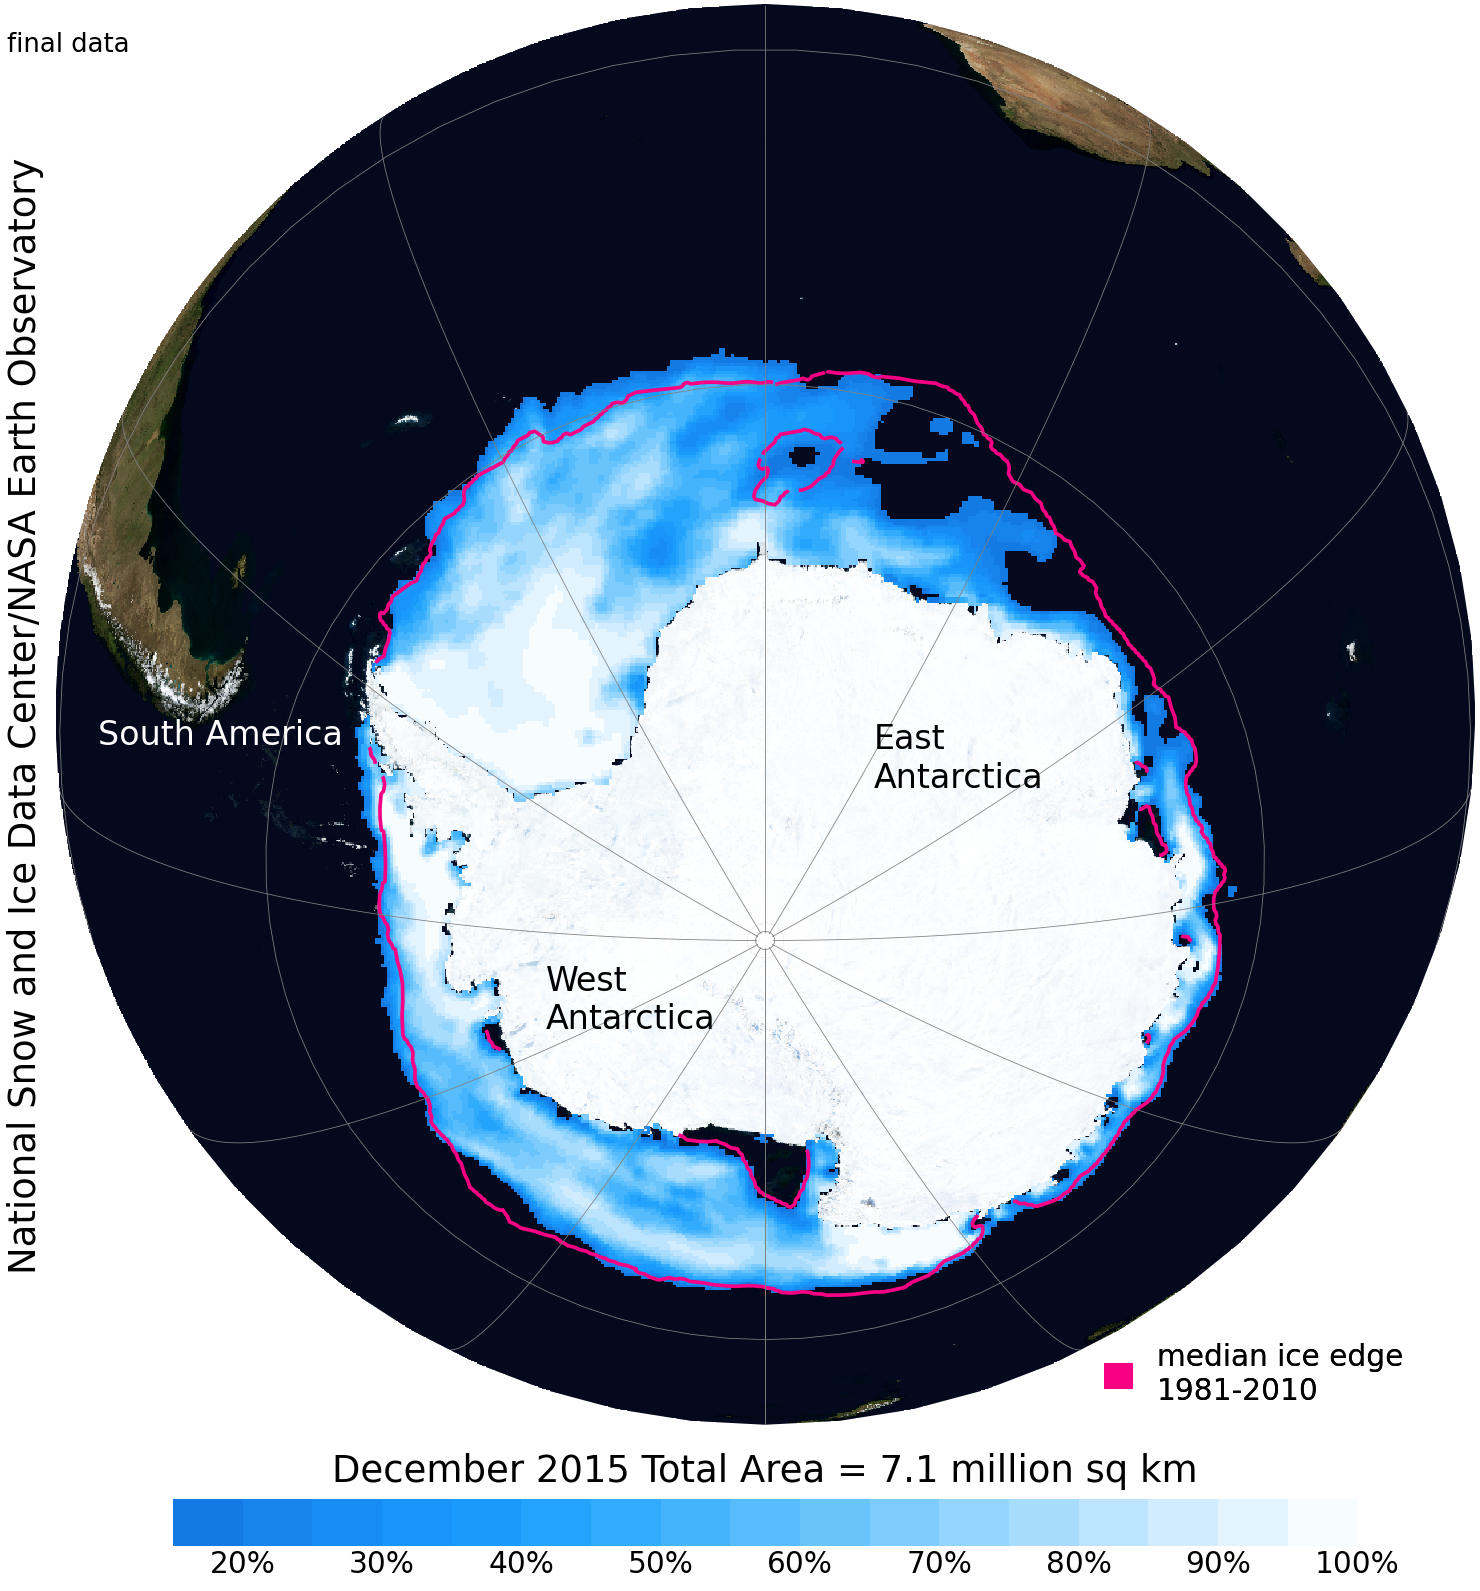 final data
National Snow and Ice Data Center/NASA Earth Observatory
South America
East
Antarctica
West
Antarctica
median ice edge
1981-2010
December 2015 Total Area = 7.1 million sq km
20% 30% 40% 50% 60% 70% 80% 90% 100%